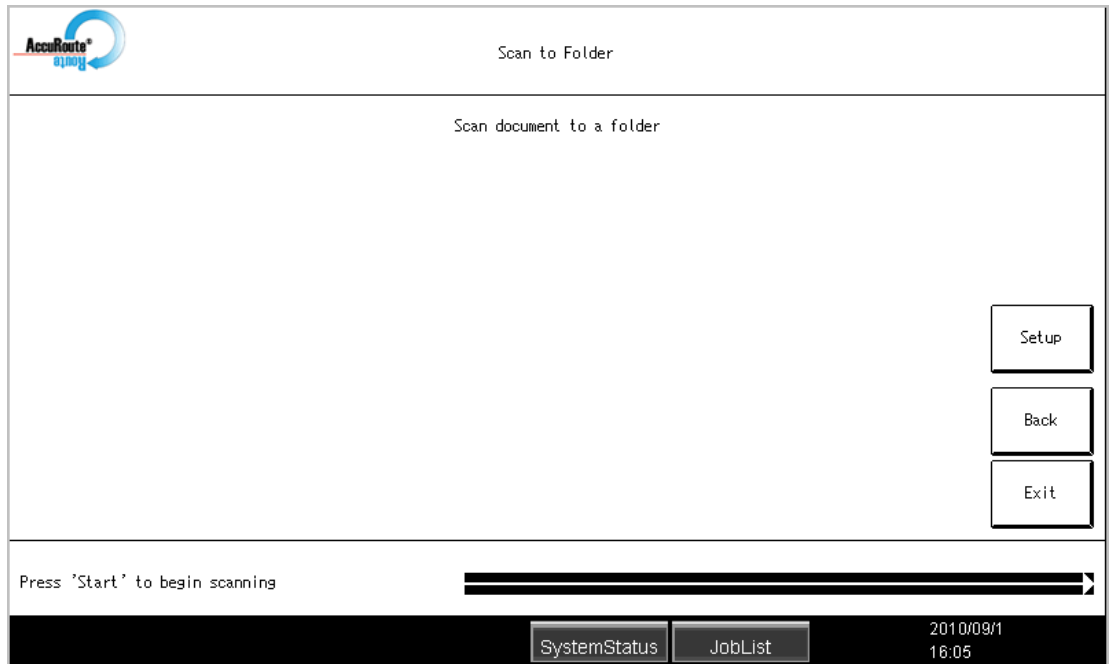 AccuRoute®
Route
Scan to Folder
Scan document to a folder
Setup
Back
Exit
Press 'Start' to begin scanning
SystemStatus
JobList
2010/09/1
16:05